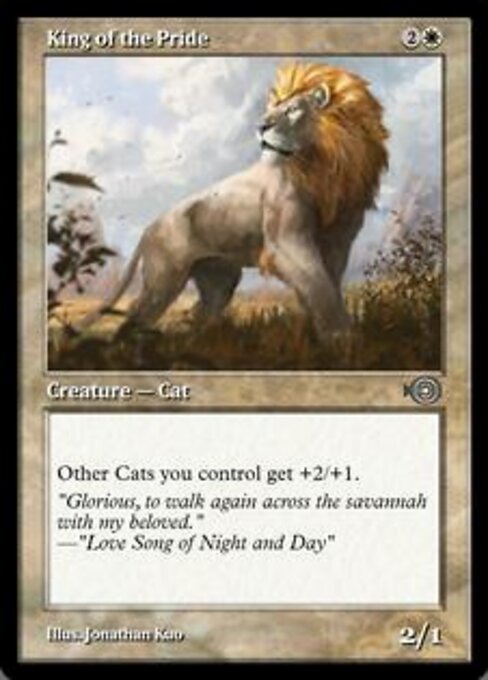 King of the Pride 2
Creature — Cat
Other Cats you control get +2/+1.
"Glorious, to walk again across the savannah
with my beloved."
—"Love Song of Night and Day"
Illus. Jonathan Kuo
2/1